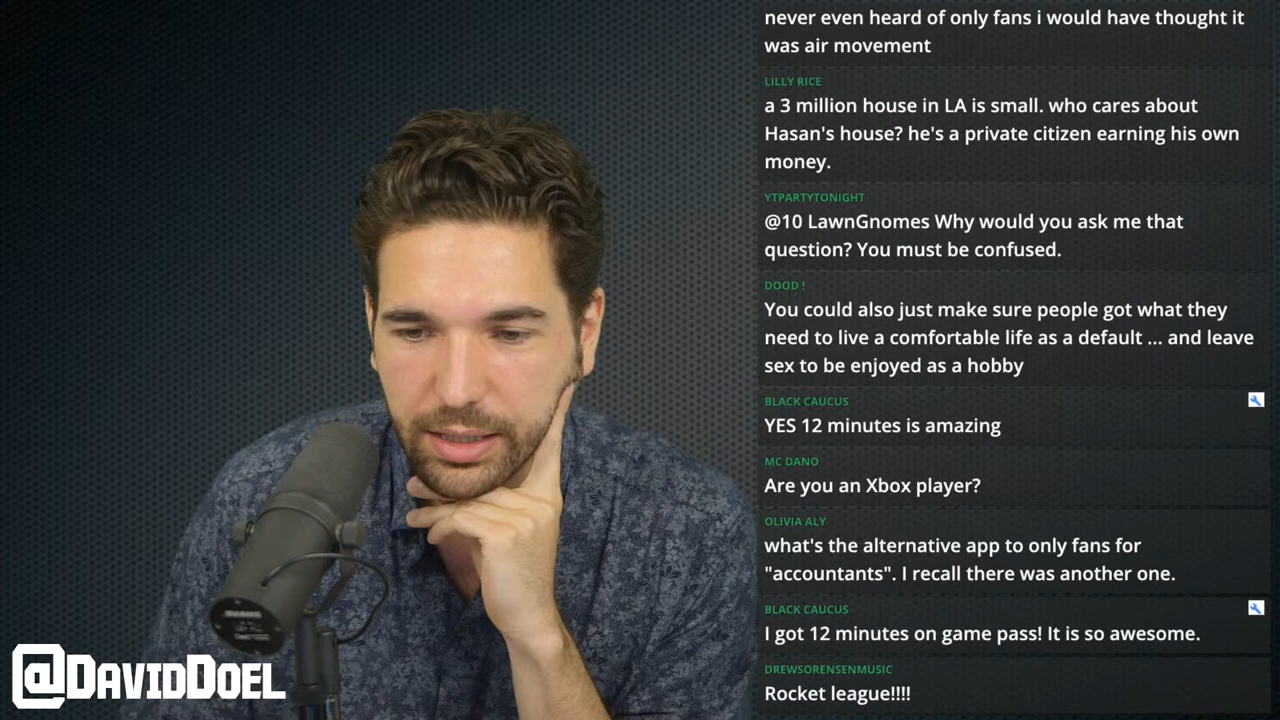 never even heard of only fans i would have thought it
was air movement
LILLY RICE
a 3 million house in LA is small. who cares about
Hasan's house? he's a private citizen earning his own
money.
YTPARTYTONIGHT
@10 LawnGnomes Why would you ask me that
question? You must be confused.
DOOD !
You could also just make sure people got what they
need to live a comfortable life as a default ... and leave
sex to be enjoyed as a hobby
BLACK CAUCUS
YES 12 minutes is amazing
MC DANO
Are you an Xbox player?
OLIVIA ALY
what's the alternative app to only fans for
"accountants". I recall there was another one.
BLACK CAUCUS
I got 12 minutes on game pass! It is so awesome.
DREWSORENSENMUSIC
Rocket league!!!!
@DAVIDDOEL